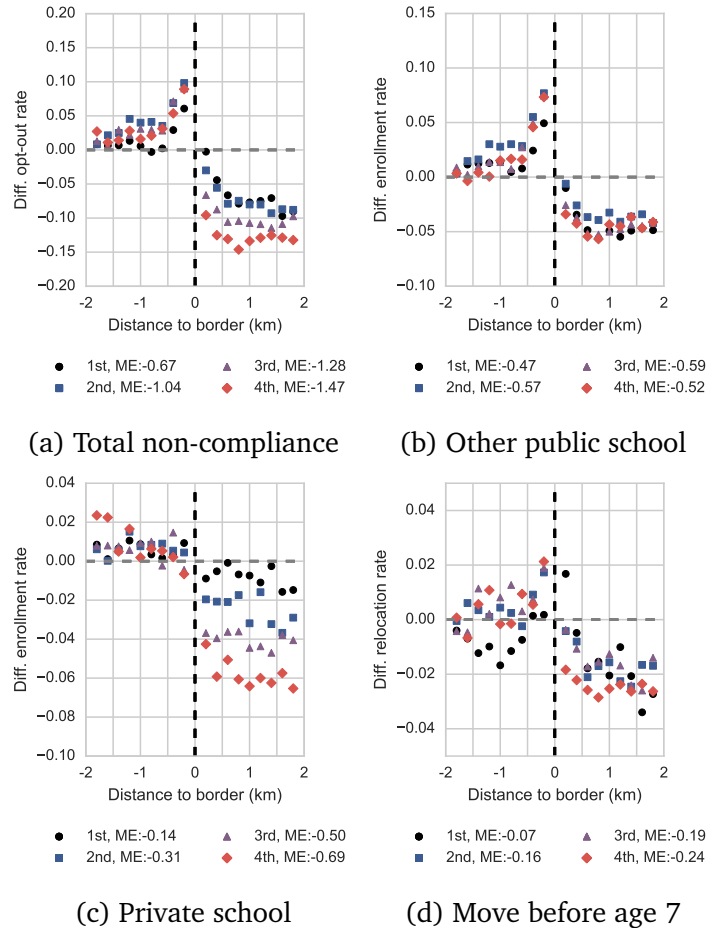 0.20
0.15
0.10
0.05
0.00
−0.05
−0.10
−0.15
−0.20
Diff. opt-out rate
-2 -1 0 1 2
Distance to border (km)
1st, ME:-0.67 3rd, ME:-1.28
2nd, ME:-1.04 4th, ME:-1.47
(a) Total non-compliance
0.15
0.10
0.05
0.00
−0.05
−0.10
Diff. enrollment rate
-2 -1 0 1 2
Distance to border (km)
1st, ME:-0.47 3rd, ME:-0.59
2nd, ME:-0.57 4th, ME:-0.52
(b) Other public school
0.04
0.02
0.00
−0.02
−0.04
−0.06
−0.08
−0.10
Diff. enrollment rate
-2 -1 0 1 2
Distance to border (km)
1st, ME:-0.14 3rd, ME:-0.50
2nd, ME:-0.31 4th, ME:-0.69
(c) Private school
0.04
0.02
0.00
−0.02
−0.04
Diff. relocation rate
-2 -1 0 1 2
Distance to border (km)
1st, ME:-0.07 3rd, ME:-0.19
2nd, ME:-0.16 4th, ME:-0.24
(d) Move before age 7